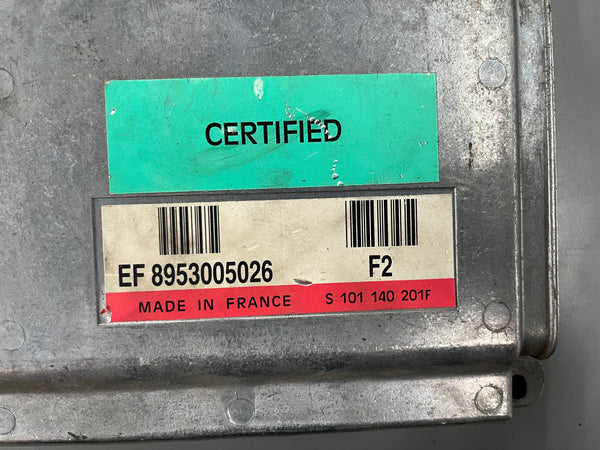 CERTIFIED
EF 8953005026 F2
MADE IN FRANCE S 101 140 201F